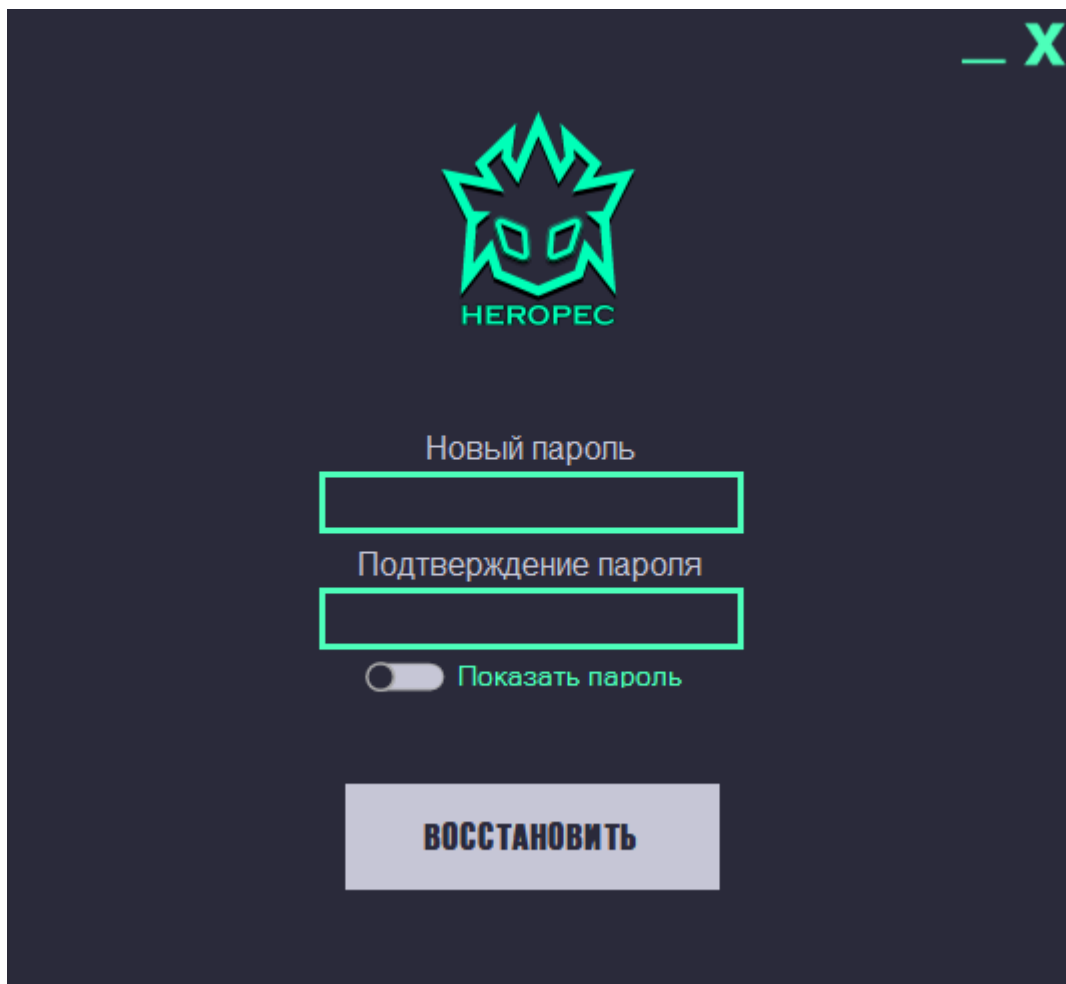 _ X
HEROPEC
Новый пароль
Подтверждение пароля
Показать пароль
ВОССТАНОВИТЬ